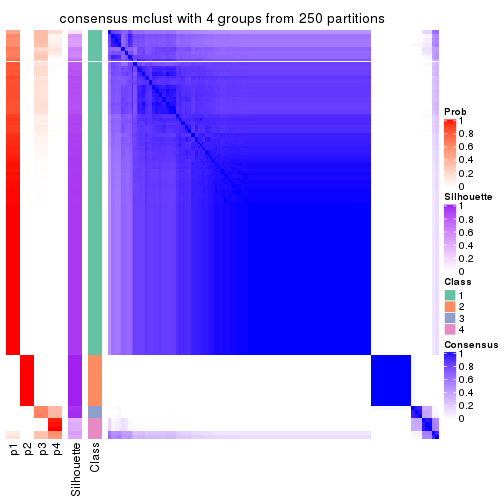 consensus mclust with 4 groups from 250 partitions
Prob
1
0.8
0.6
0.4
0.2
0
Silhouette
1
0.8
0.6
0.4
0.2
0
Class
1
2
3
4
Consensus
1
0.8
0.6
0.4
0.2
0
p1
p2
p3
p4
Silhouette
Class